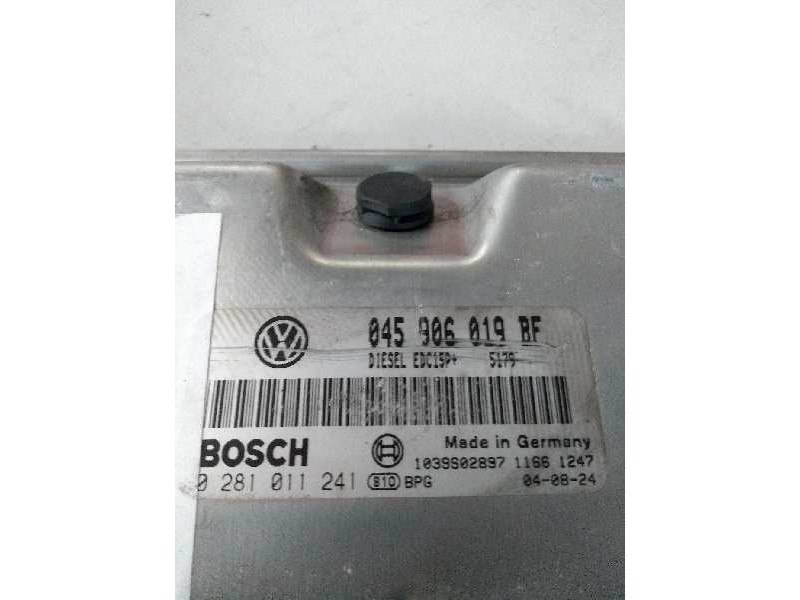 045 906 019 BF
DIESEL EDC15P+ 5179
BOSCH
Made in Germany
1039S02897 1166 1247
0 281 011 241 810 BPG 04-08-24